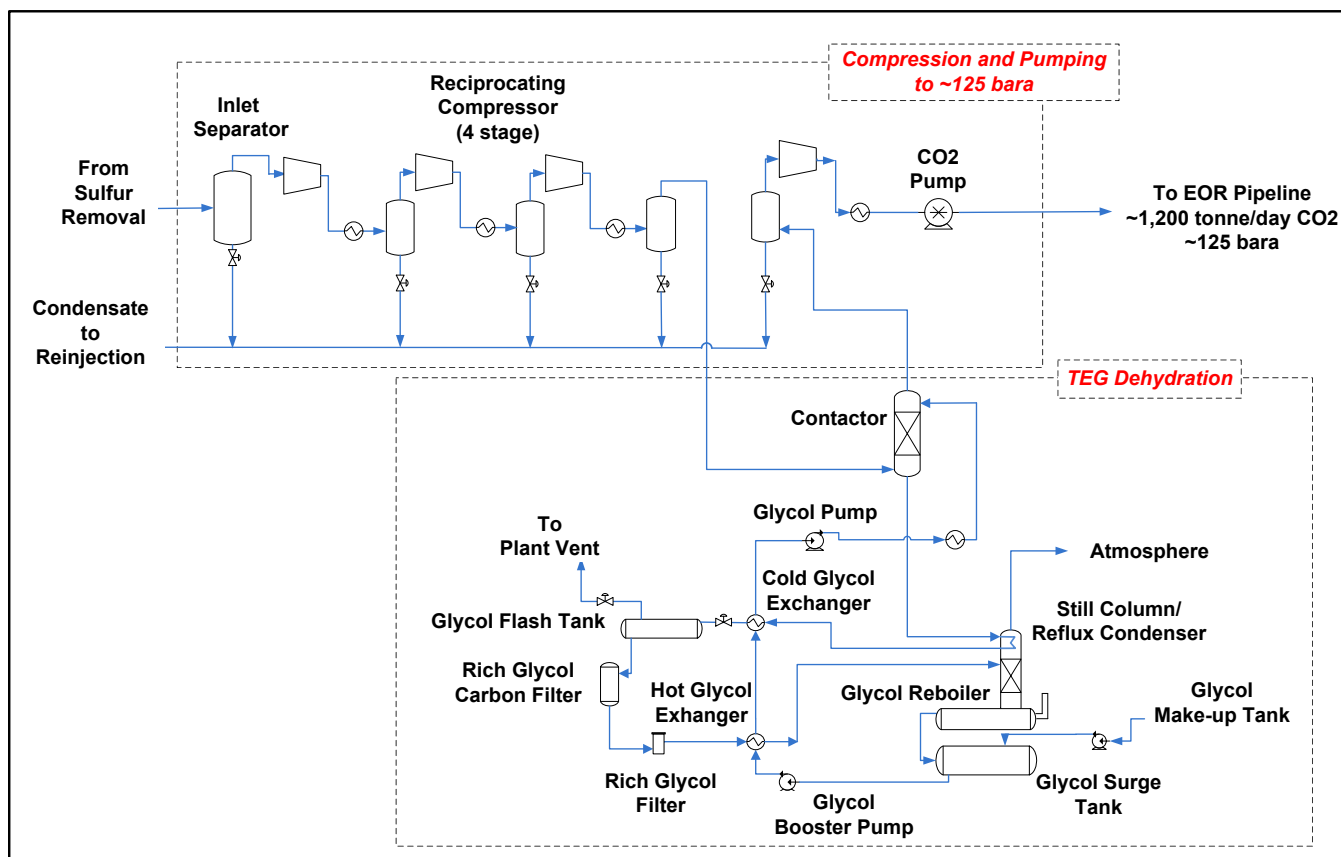 Compression and Pumping
to ~125 bara
Reciprocating
Compressor
(4 stage)
Inlet
Separator
CO2
Pump
From
Sulfur
Removal
To EOR Pipeline
~1,200 tonne/day CO2
~125 bara
Condensate
to
Reinjection
TEG Dehydration
Contactor
Glycol Pump
To
Plant Vent
Atmosphere
Cold Glycol
Exchanger
Still Column/
Reflux Condenser
Glycol Flash Tank
Rich Glycol
Carbon Filter
Hot Glycol
Exhanger
Glycol Reboiler
Glycol
Make-up Tank
Rich Glycol
Filter
Glycol
Booster Pump
Glycol Surge
Tank